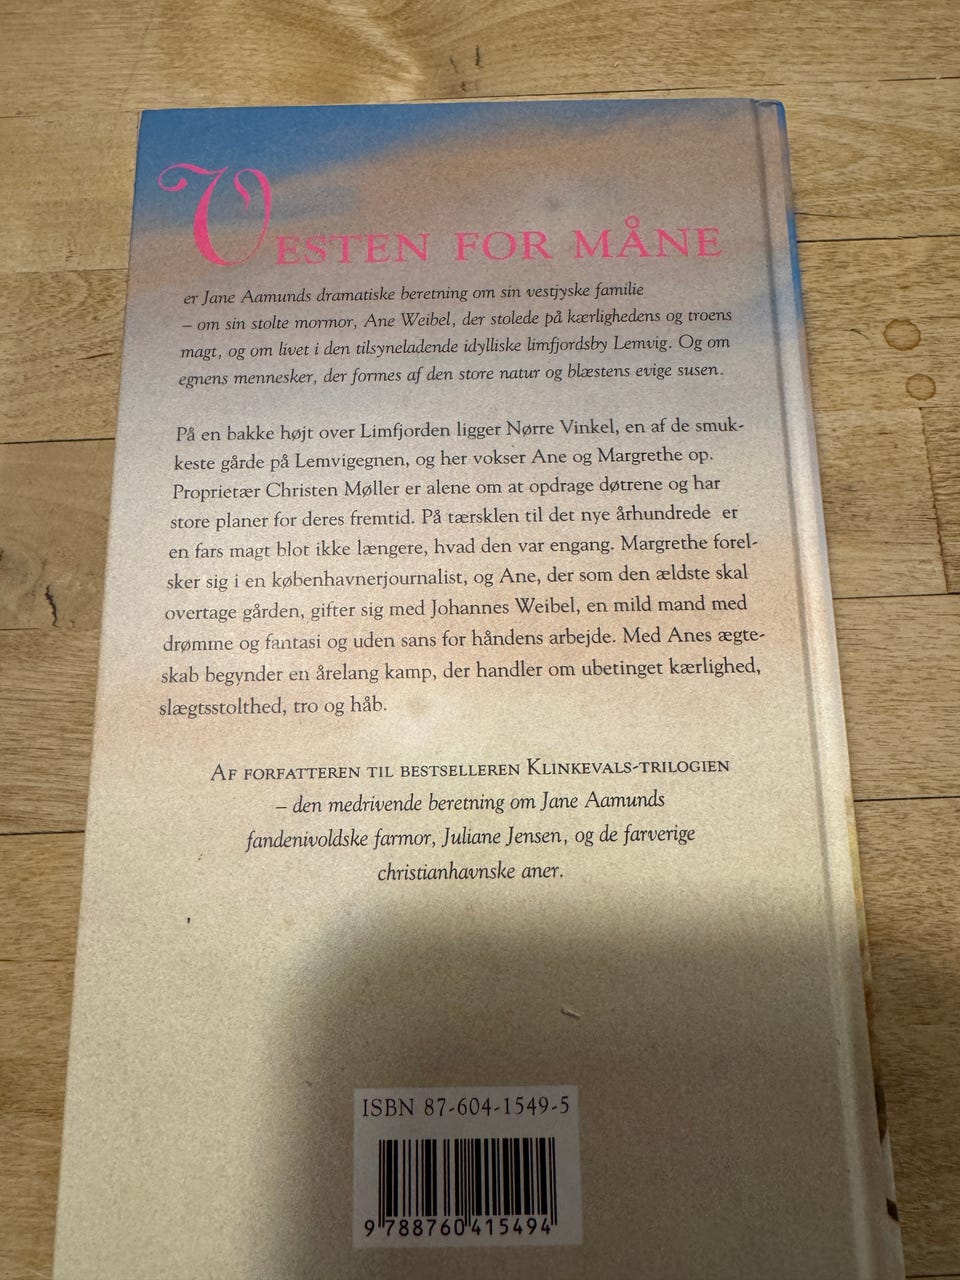 VESTEN FOR MÅNE
er Jane Aamunds dramatiske beretning om sin vestjyske familie
– om sin stolte mormor, Ane Weibel, der stolede på kærlighedens og troens
magt, og om livet i den tilsyneladende idylliske limfjordsby Lemvig. Og om
egnens mennesker, der formes af den store natur og blæstens evige susen.
På en bakke højt over Limfjorden ligger Nørre Vinkel, en af de smuk-
keste gårde på Lemvigegnen, og her vokser Ane og Margrethe op.
Proprietær Christen Møller er alene om at opdrage døtrene og har
store planer for deres fremtid. På tærsklen til det nye århundrede er
en fars magt blot ikke længere, hvad den var engang. Margrethe forel-
sker sig i en københavnerjournalist, og Ane, der som den ældste skal
overtage gården, gifter sig med Johannes Weibel, en mild mand med
drømme og fantasi og uden sans for håndens arbejde. Med Anes ægte-
skab begynder en årelang kamp, der handler om ubetinget kærlighed,
slægtsstolthed, tro og håb.
AF FORFATTEREN TIL BESTSELLEREN KLINKEVALS-TRILOGIEN
– den medrivende beretning om Jane Aamunds
fandenivoldske farmor, Juliane Jensen, og de farverige
christianhavnske aner.
ISBN 87-604-1549-5
9 788760 415494